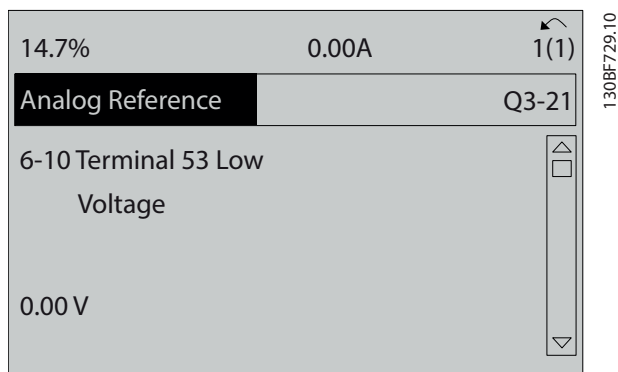 14.7% 0.00A 1(1)
Analog Reference Q3-21
6-10 Terminal 53 Low
Voltage
0.00 V
130BF729.10